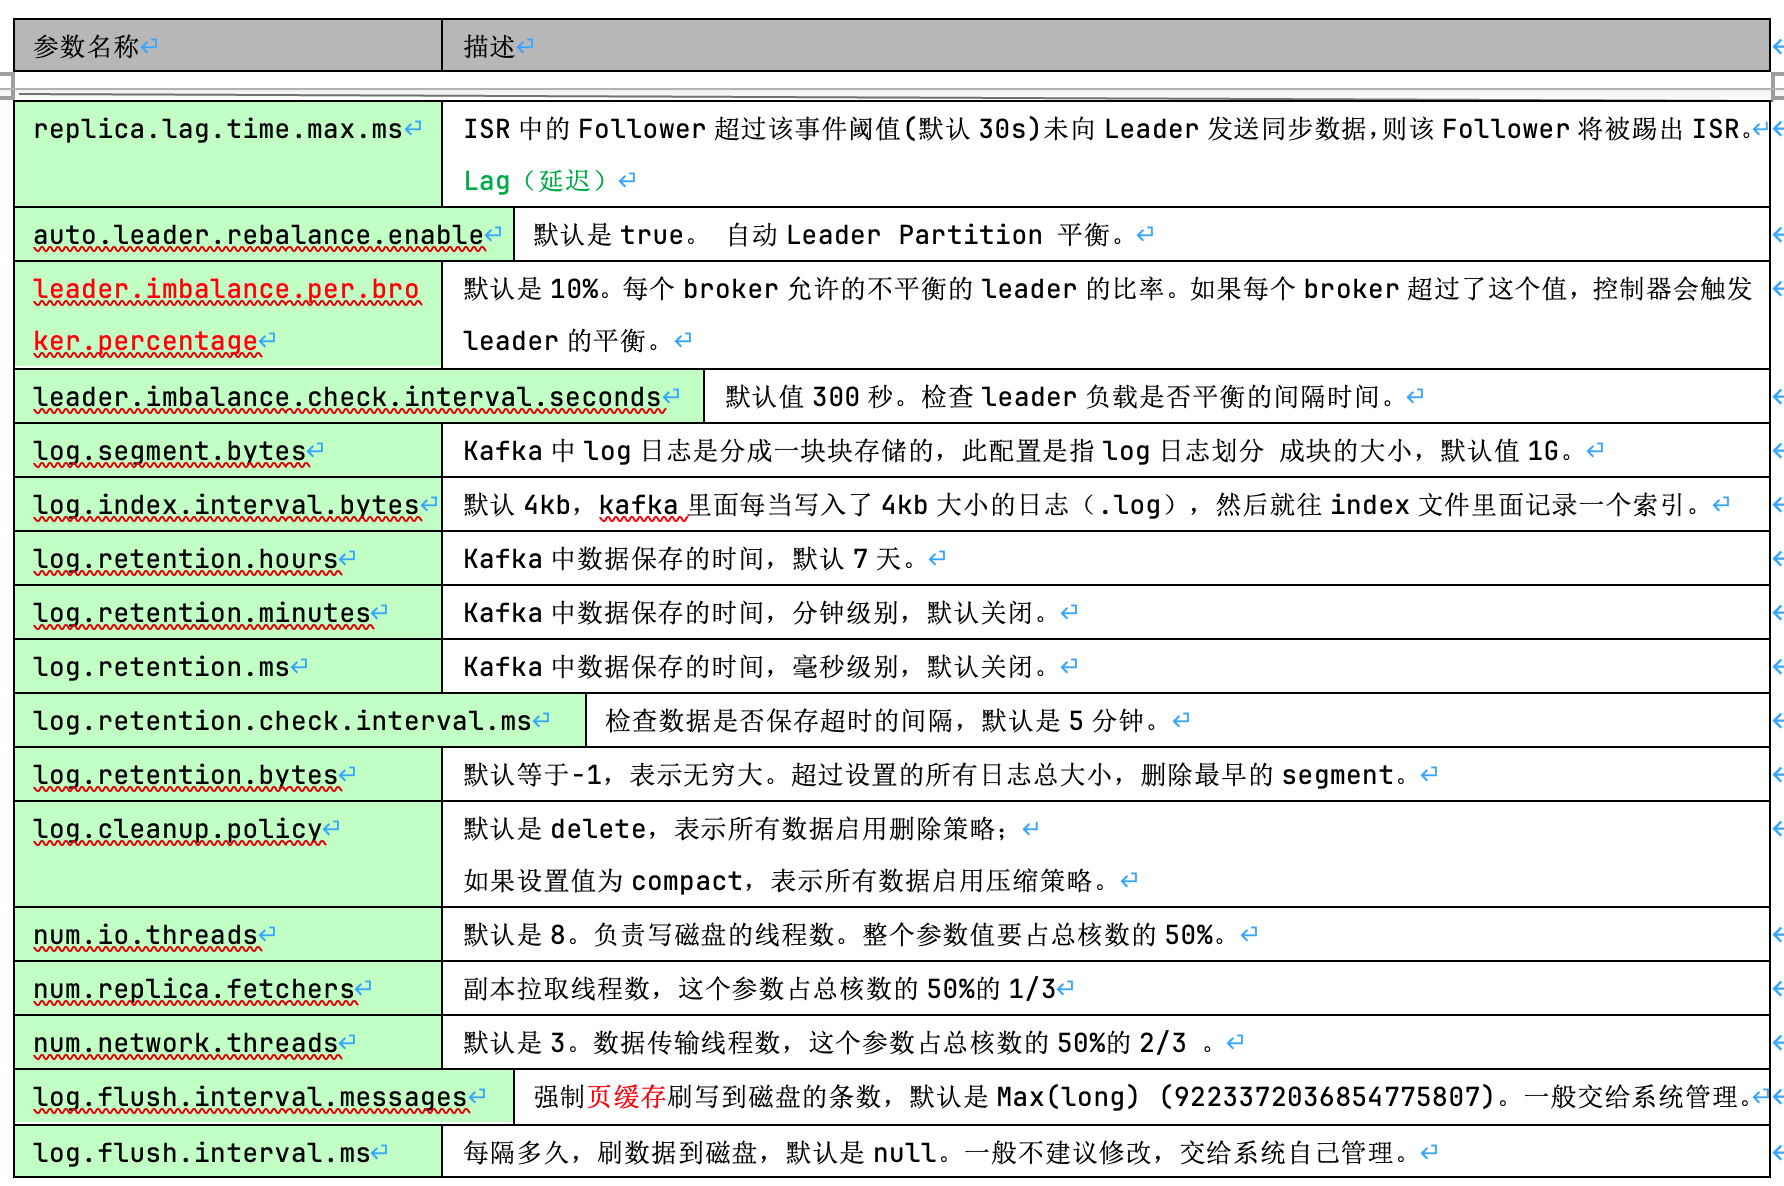 参数名称 描述
replica.lag.time.max.ms ISR 中的 Follower 超过该事件阈值(默认 30s)未向 Leader 发送同步数据,则该 Follower 将被踢出 ISR。
Lag（延迟）
auto.leader.rebalance.enable 默认是 true。 自动 Leader Partition 平衡。
leader.imbalance.per.bro 默认是 10%。每个 broker 允许的不平衡的 leader 的比率。如果每个 broker 超过了这个值，控制器会触发
ker.percentage leader 的平衡。
leader.imbalance.check.interval.seconds 默认值 300 秒。检查 leader 负载是否平衡的间隔时间。
log.segment.bytes Kafka 中 log 日志是分成一块块存储的，此配置是指 log 日志划分 成块的大小，默认值 1G。
log.index.interval.bytes 默认 4kb，kafka 里面每当写入了 4kb 大小的日志（.log），然后就往 index 文件里面记录一个索引。
log.retention.hours Kafka 中数据保存的时间，默认 7 天。
log.retention.minutes Kafka 中数据保存的时间，分钟级别，默认关闭。
log.retention.ms Kafka 中数据保存的时间，毫秒级别，默认关闭。
log.retention.check.interval.ms 检查数据是否保存超时的间隔，默认是 5 分钟。
log.retention.bytes 默认等于-1，表示无穷大。超过设置的所有日志总大小，删除最早的 segment。
log.cleanup.policy 默认是 delete，表示所有数据启用删除策略；
如果设置值为 compact，表示所有数据启用压缩策略。
num.io.threads 默认是 8。负责写磁盘的线程数。整个参数值要占总核数的 50%。
num.replica.fetchers 副本拉取线程数，这个参数占总核数的 50%的 1/3
num.network.threads 默认是 3。数据传输线程数，这个参数占总核数的 50%的 2/3 。
log.flush.interval.messages 强制页缓存刷写到磁盘的条数，默认是 Max(long) (9223372036854775807)。一般交给系统管理。
log.flush.interval.ms 每隔多久，刷数据到磁盘，默认是 null。一般不建议修改，交给系统自己管理。